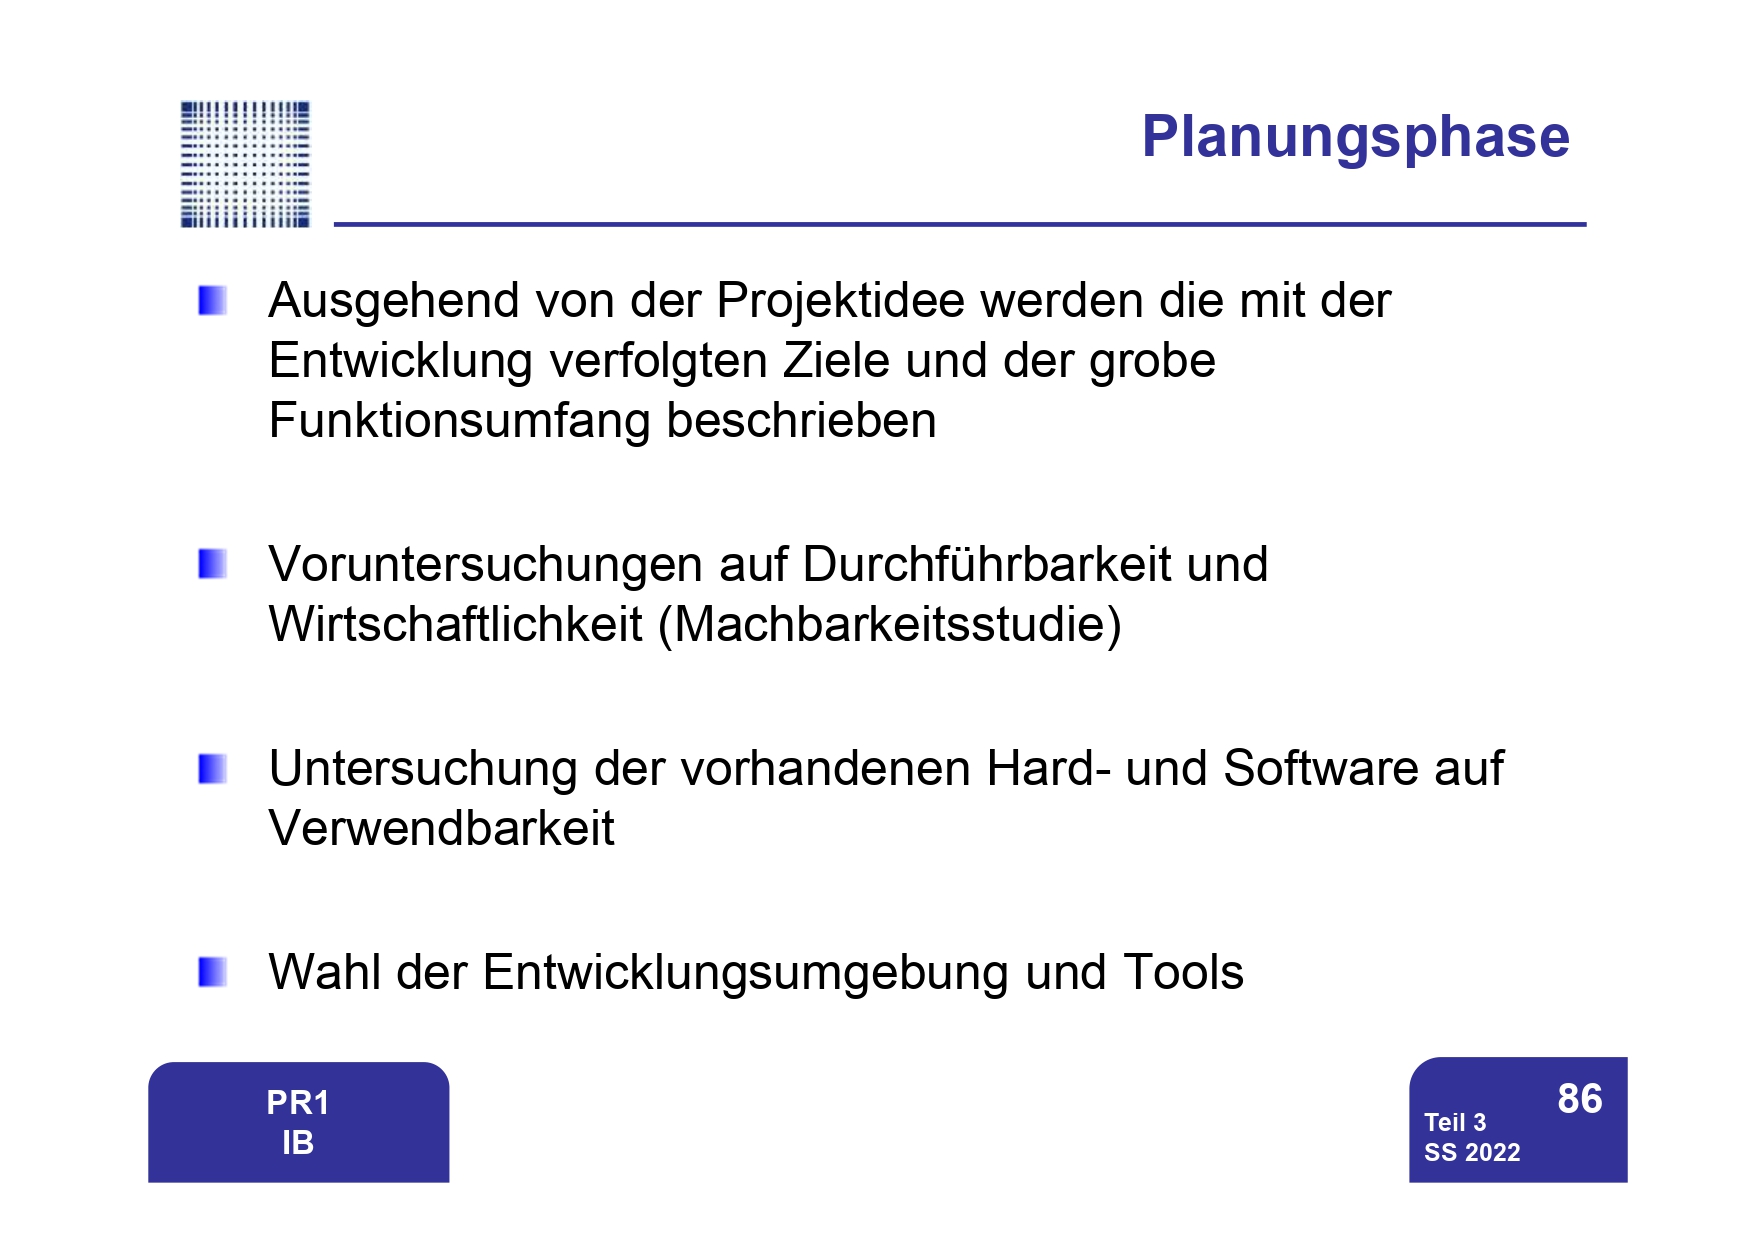 Planungsphase
Ausgehend von der Projektidee werden die mit der
Entwicklung verfolgten Ziele und der grobe
Funktionsumfang beschrieben
Voruntersuchungen auf Durchführbarkeit und
Wirtschaftlichkeit (Machbarkeitsstudie)
Untersuchung der vorhandenen Hard- und Software auf
Verwendbarkeit
Wahl der Entwicklungsumgebung und Tools
PR1
IB
86
Teil 3
SS 2022